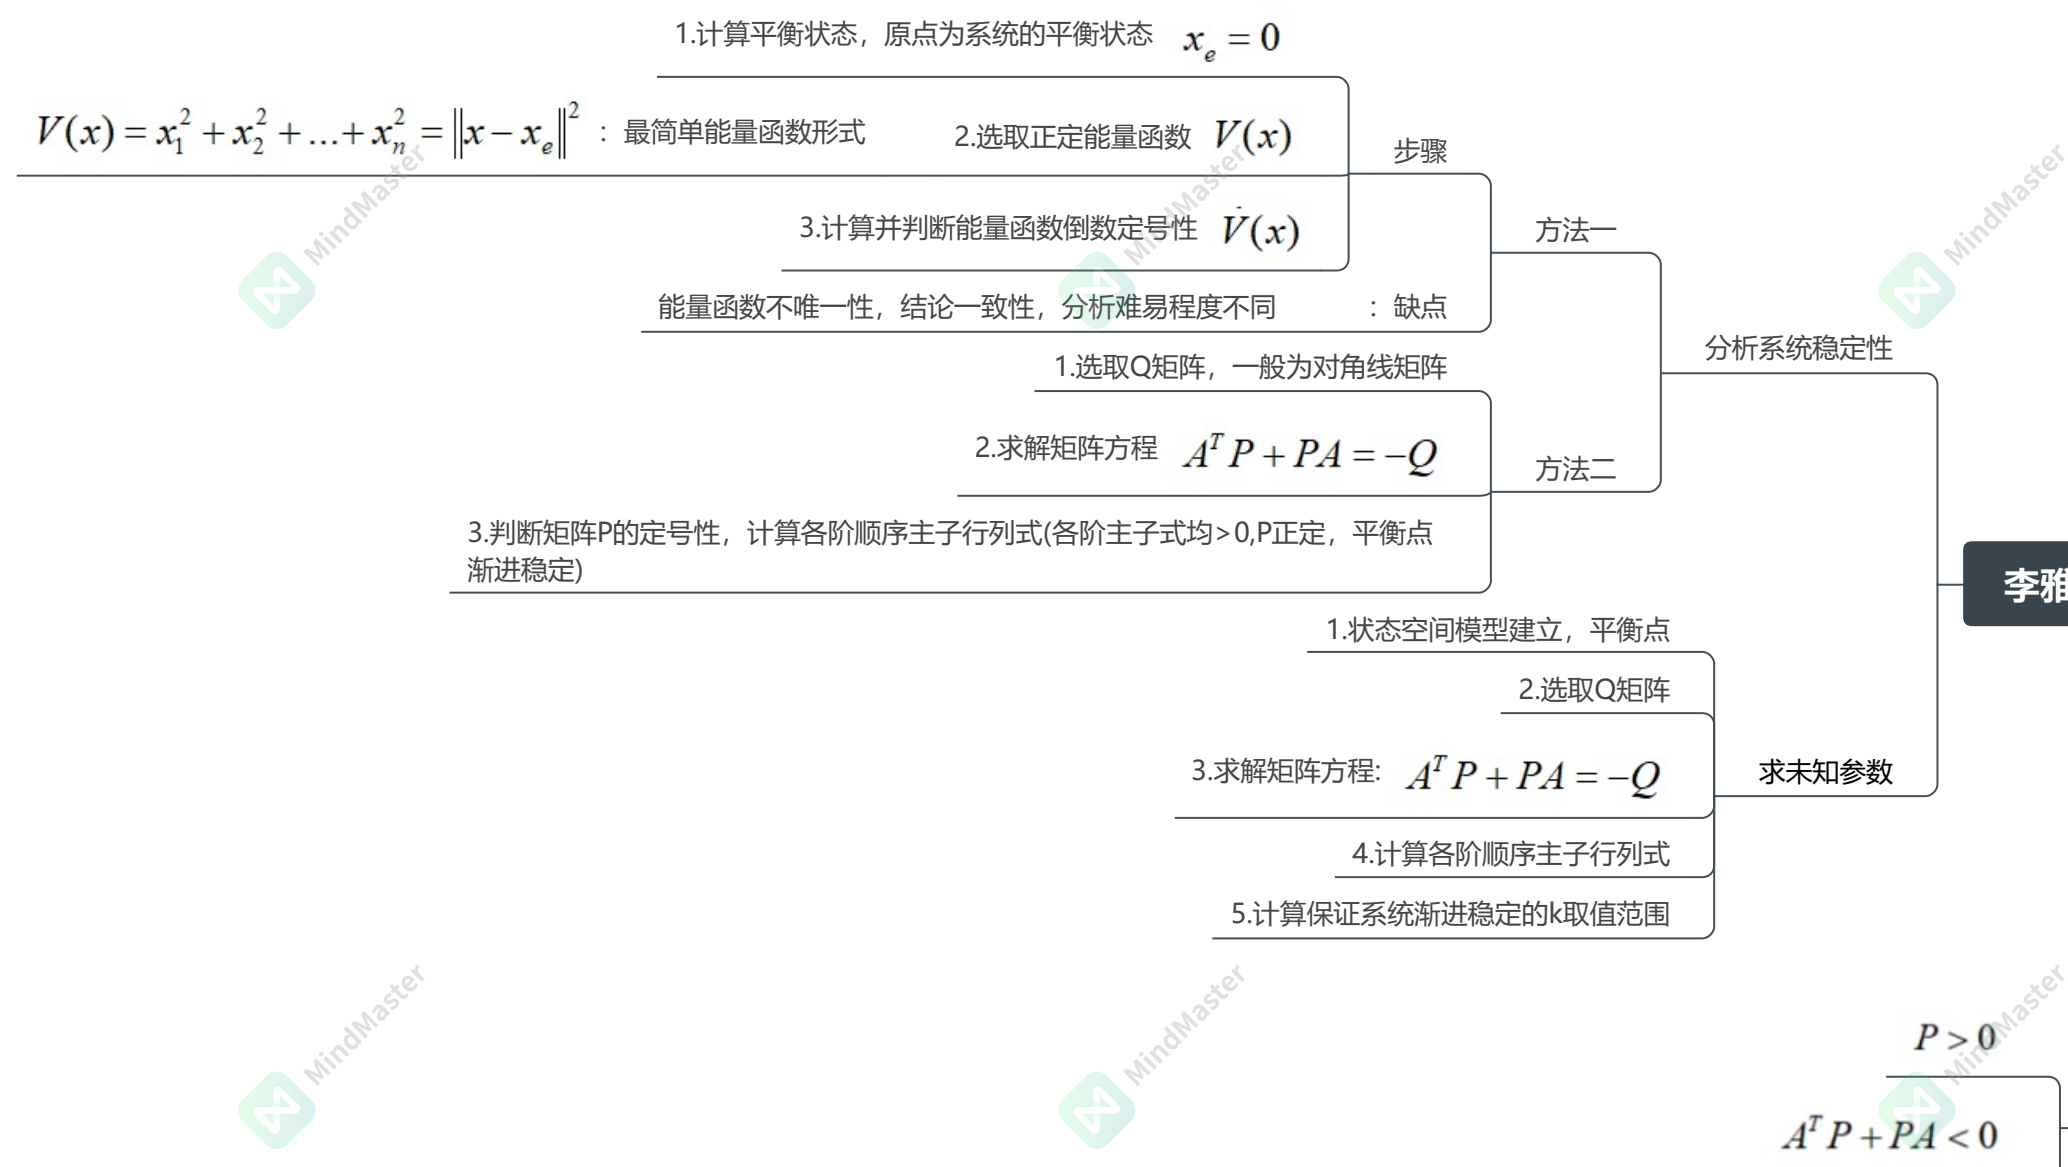 1.计算平衡状态，原点为系统的平衡状态 x_e = 0
V(x) = x_1^2 + x_2^2 + ... + x_n^2 = ‖x − x_e‖^2 ：最简单能量函数形式
2.选取正定能量函数 V(x)
步骤
3.计算并判断能量函数倒数定号性 V̇(x)
方法一
能量函数不唯一性，结论一致性，分析难易程度不同 ：缺点
分析系统稳定性
1.选取Q矩阵，一般为对角线矩阵
2.求解矩阵方程 A^T P + PA = −Q
方法二
3.判断矩阵P的定号性，计算各阶顺序主子行列式(各阶主子式均>0,P正定，平衡点
渐进稳定)
李雅
1.状态空间模型建立，平衡点
2.选取Q矩阵
3.求解矩阵方程: A^T P + PA = −Q
求未知参数
4.计算各阶顺序主子行列式
5.计算保证系统渐进稳定的k取值范围
P > 0
A^T P + PA < 0
MindMaster
MindMaster
MindMaster
MindMaster
MindMaster
MindMaster